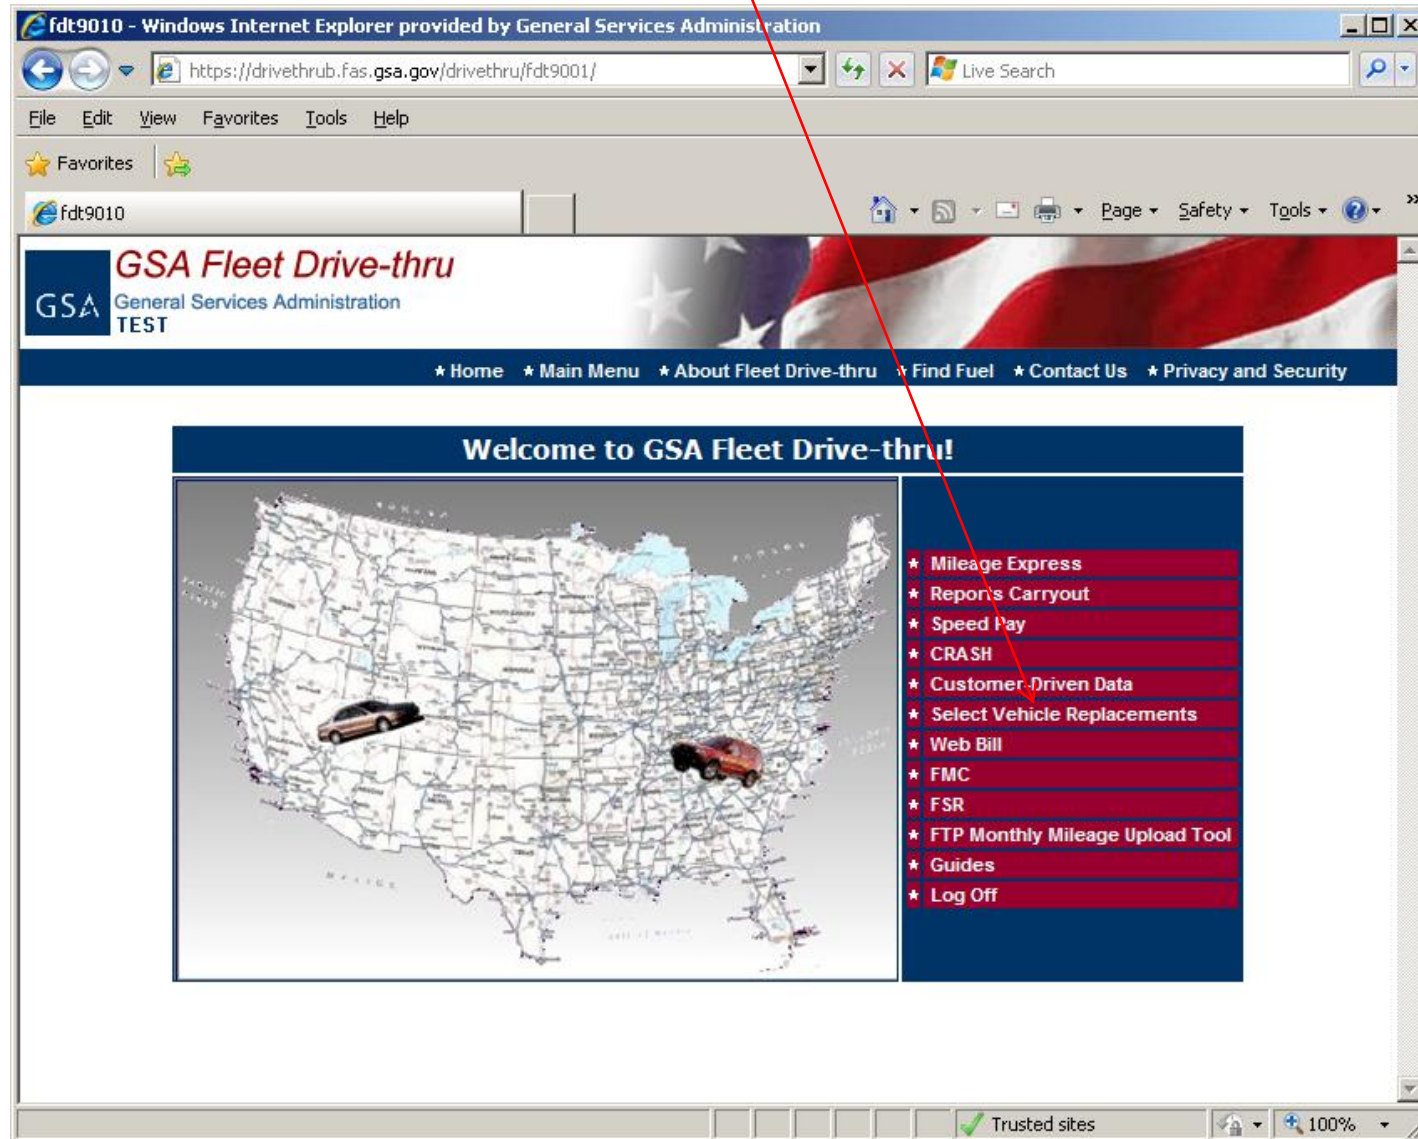 fdt9010 - Windows Internet Explorer provided by General Services Administration
https://drivethrub.fas.gsa.gov/drivethru/fdt9001/
Live Search
File Edit View Favorites Tools Help
Favorites
fdt9010
Page Safety Tools »
GSA Fleet Drive-thru
GSA
General Services Administration
TEST
Home Main Menu About Fleet Drive-thru Find Fuel Contact Us Privacy and Security
Welcome to GSA Fleet Drive-thru!
Mileage Express
Reports Carryout
Speed Pay
CRASH
Customer-Driven Data
Select Vehicle Replacements
Web Bill
FMC
FSR
FTP Monthly Mileage Upload Tool
Guides
Log Off
Trusted sites
100%